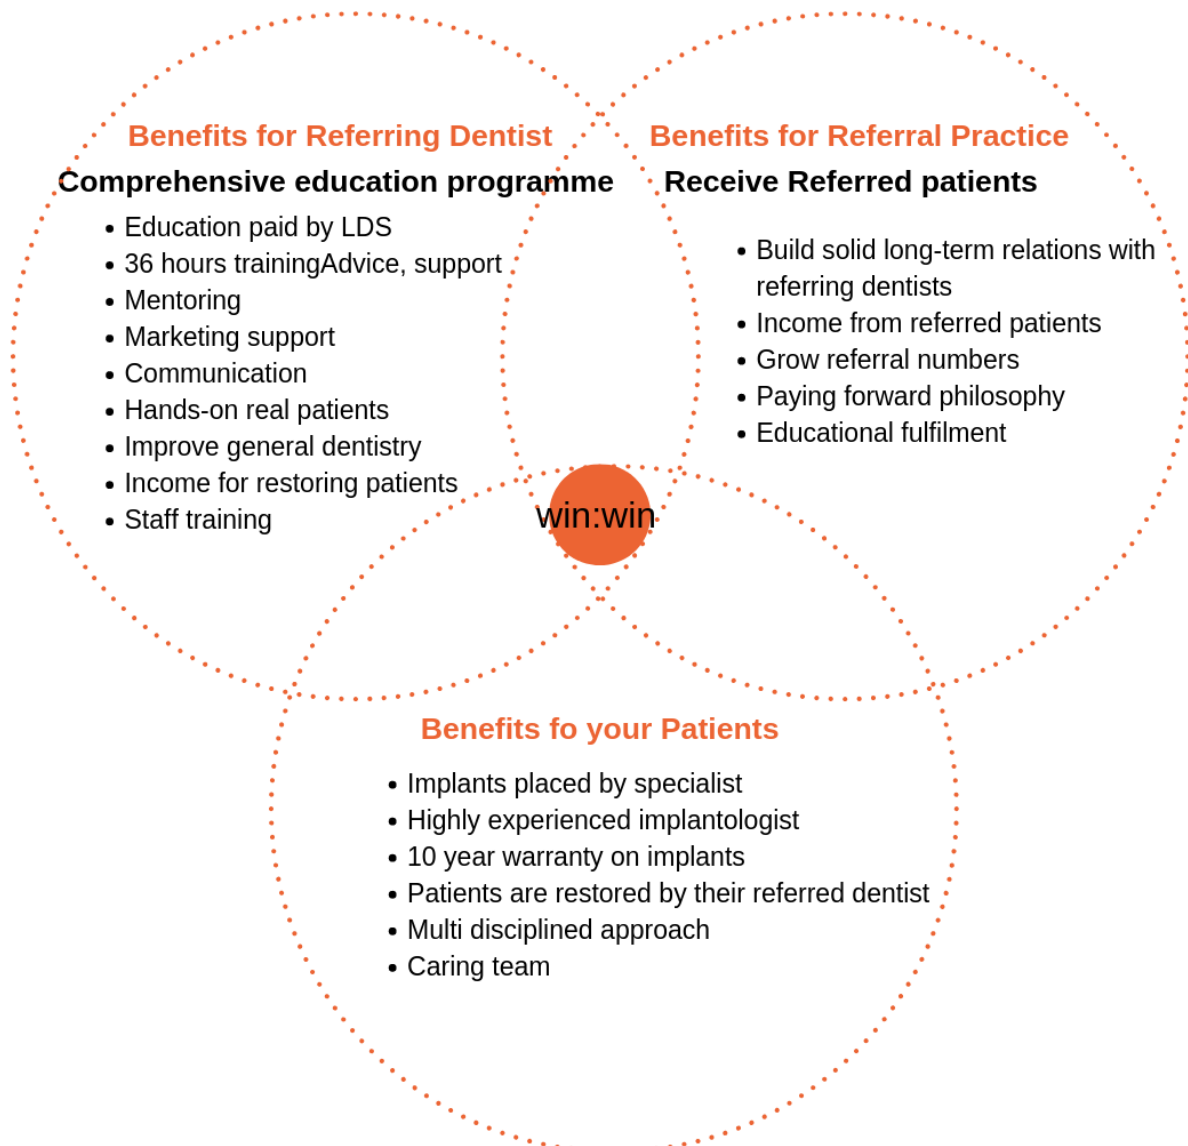 Benefits for Referring Dentist
Comprehensive education programme
Education paid by LDS
36 hours trainingAdvice, support
Mentoring
Marketing support
Communication
Hands-on real patients
Improve general dentistry
Income for restoring patients
Staff training
Benefits for Referral Practice
Receive Referred patients
Build solid long-term relations with
referring dentists
Income from referred patients
Grow referral numbers
Paying forward philosophy
Educational fulfilment
win:win
Benefits fo your Patients
Implants placed by specialist
Highly experienced implantologist
10 year warranty on implants
Patients are restored by their referred dentist
Multi disciplined approach
Caring team